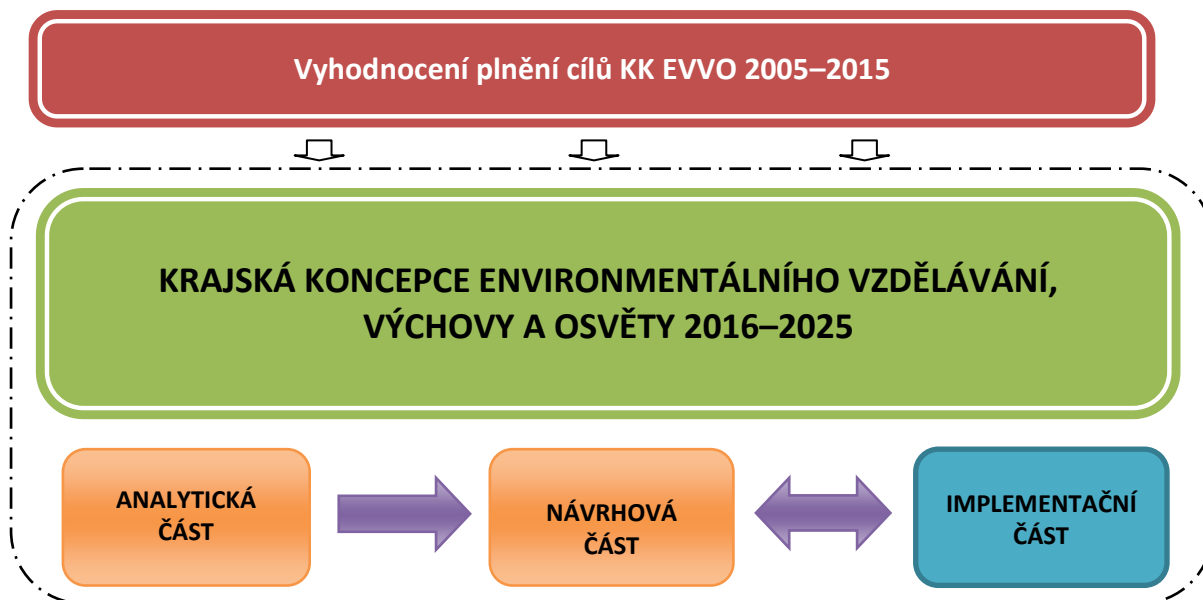 Vyhodnocení plnění cílů KK EVVO 2005–2015
KRAJSKÁ KONCEPCE ENVIRONMENTÁLNÍHO VZDĚLÁVÁNÍ,
VÝCHOVY A OSVĚTY 2016–2025
ANALYTICKÁ
ČÁST
NÁVRHOVÁ
ČÁST
IMPLEMENTAČNÍ
ČÁST